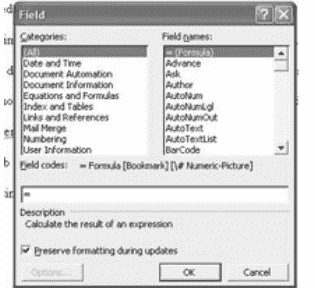 Field
Categories:
(All)
Date and Time
Document Automation
Document Information
Equations and Formulas
Index and Tables
Links and References
Mail Merge
Numbering
User Information
Field names:
= (Formula)
Advance
Ask
Author
AutoNum
AutoNumLgl
AutoNumOut
AutoText
AutoTextList
BarCode
Field codes: = Formula [Bookmark] [\# Numeric-Picture]
=
Description
Calculate the result of an expression
Preserve formatting during updates
Options...
OK
Cancel